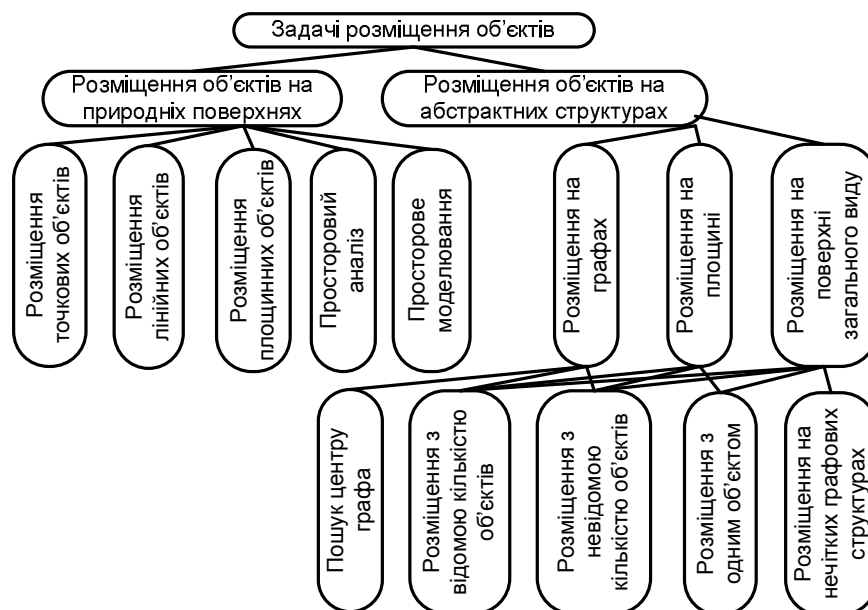 Задачі розміщення об’єктів
Розміщення об’єктів на
природніх поверхнях
Розміщення об’єктів на
абстрактних структурах
Розміщення
точкових об’єктів
Розміщення
лінійних об’єктів
Розміщення
площинних об’єктів
Просторовий
аналіз
Просторове
моделювання
Розміщення на
графах
Розміщення на
площині
Розміщення на
поверхні
загального виду
Пошук центру
графа
Розміщення з
відомою кількістю
об’єктів
Розміщення з
невідомою
кількістю об’єктів
Розміщення з
одним об’єктом
Розміщення на
нечітких графових
структурах